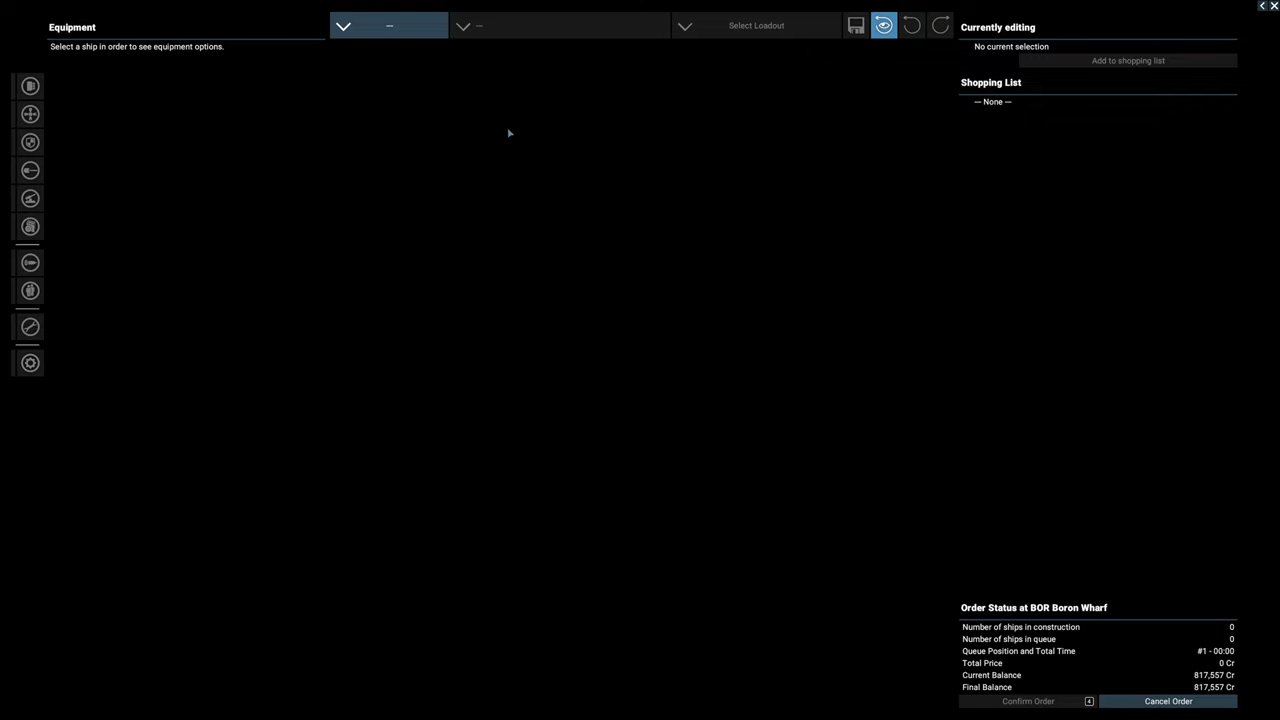 Equipment
Select a ship in order to see equipment options.
—
—
Select Loadout
Currently editing
No current selection
Add to shopping list
Shopping List
— None —
Order Status at BOR Boron Wharf
Number of ships in construction 0
Number of ships in queue 0
Queue Position and Total Time #1 - 00:00
Total Price 0 Cr
Current Balance 817,557 Cr
Final Balance 817,557 Cr
Confirm Order 4
Cancel Order